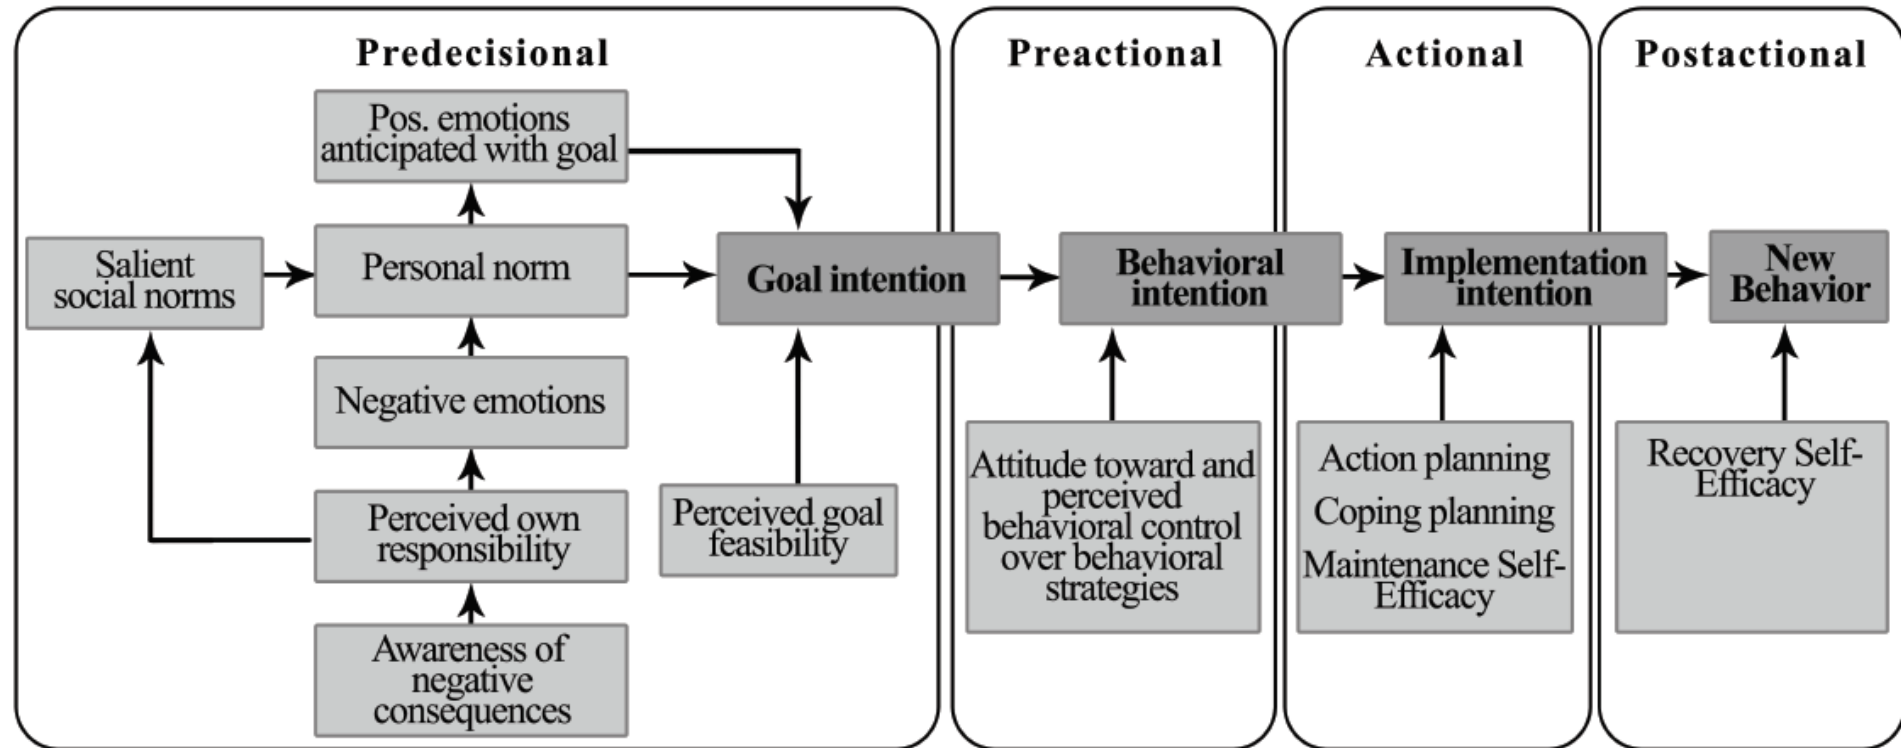 Predecisional
Preactional
Actional
Postactional
Pos. emotions
anticipated with goal
Salient
social norms
Personal norm
Goal intention
Behavioral
intention
Implementation
intention
New
Behavior
Negative emotions
Perceived own
responsibility
Perceived goal
feasibility
Awareness of
negative
consequences
Attitude toward and
perceived
behavioral control
over behavioral
strategies
Action planning
Coping planning
Maintenance Self-
Efficacy
Recovery Self-
Efficacy